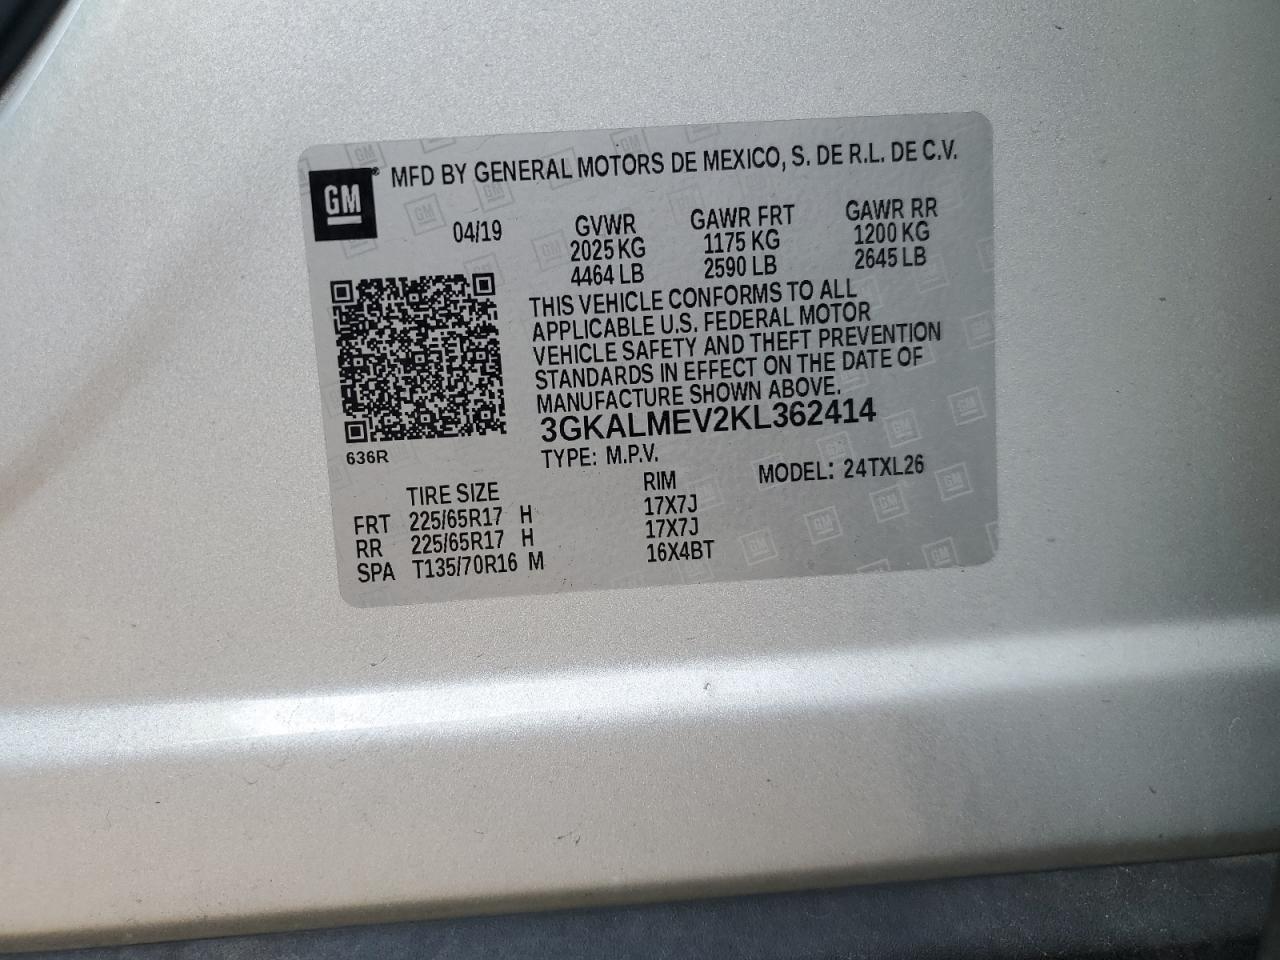 GM
MFD BY GENERAL MOTORS DE MEXICO, S. DE R.L. DE C.V.
04/19 GVWR GAWR FRT GAWR RR
2025 KG 1175 KG 1200 KG
4464 LB 2590 LB 2645 LB
THIS VEHICLE CONFORMS TO ALL
APPLICABLE U.S. FEDERAL MOTOR
VEHICLE SAFETY AND THEFT PREVENTION
STANDARDS IN EFFECT ON THE DATE OF
MANUFACTURE SHOWN ABOVE.
3GKALMEV2KL362414
636R
TYPE: M.P.V. MODEL: 24TXL26
TIRE SIZE RIM
FRT 225/65R17 H 17X7J
RR 225/65R17 H 17X7J
SPA T135/70R16 M 16X4BT